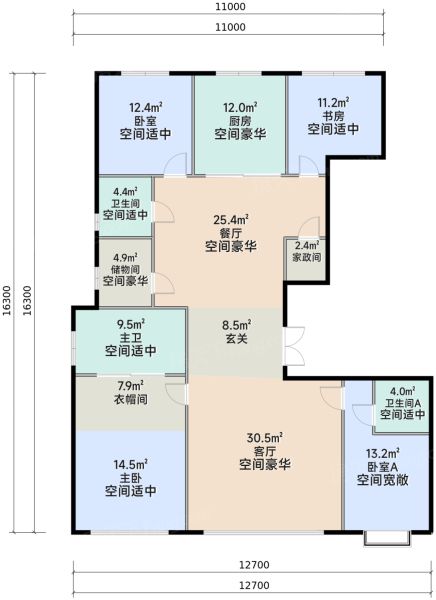 11000
11000
12.4m²
卧室
空间适中
12.0m²
厨房
空间豪华
11.2m²
书房
空间适中
4.4m²
卫生间
空间适中
25.4m²
餐厅
空间豪华
2.4m²
家政间
4.9m²
储物间
空间豪华
16300
16300
9.5m²
主卫
空间适中
8.5m²
玄关
7.9m²
衣帽间
4.0m²
卫生间A
空间适中
30.5m²
客厅
空间豪华
13.2m²
卧室A
空间宽敞
14.5m²
主卧
空间适中
12700
12700